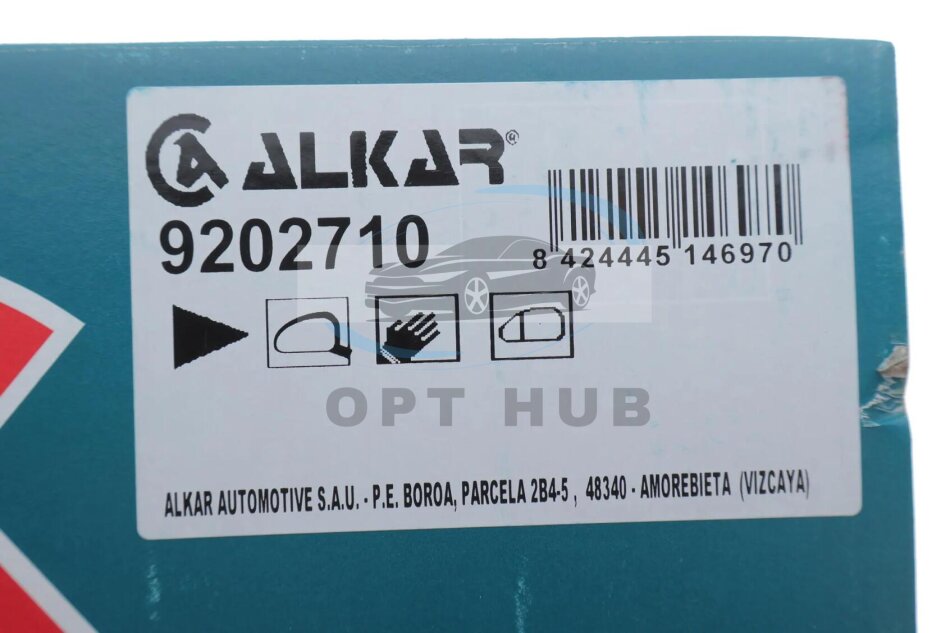 ALKAR®
9202710
8 424445 146970
OPT HUB
ALKAR AUTOMOTIVE S.A.U. - P.E. BOROA, PARCELA 2B4-5 , 48340 - AMOREBIETA (VIZCAYA)